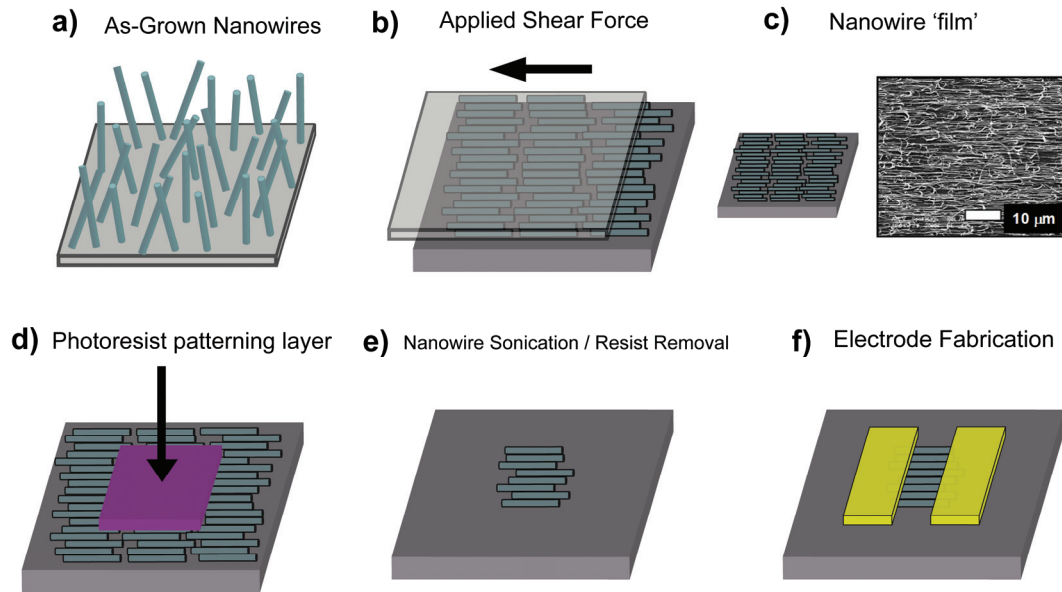 a) As-Grown Nanowires
b) Applied Shear Force
c) Nanowire ‘film’
10 μm
d) Photoresist patterning layer
e) Nanowire Sonication / Resist Removal
f) Electrode Fabrication